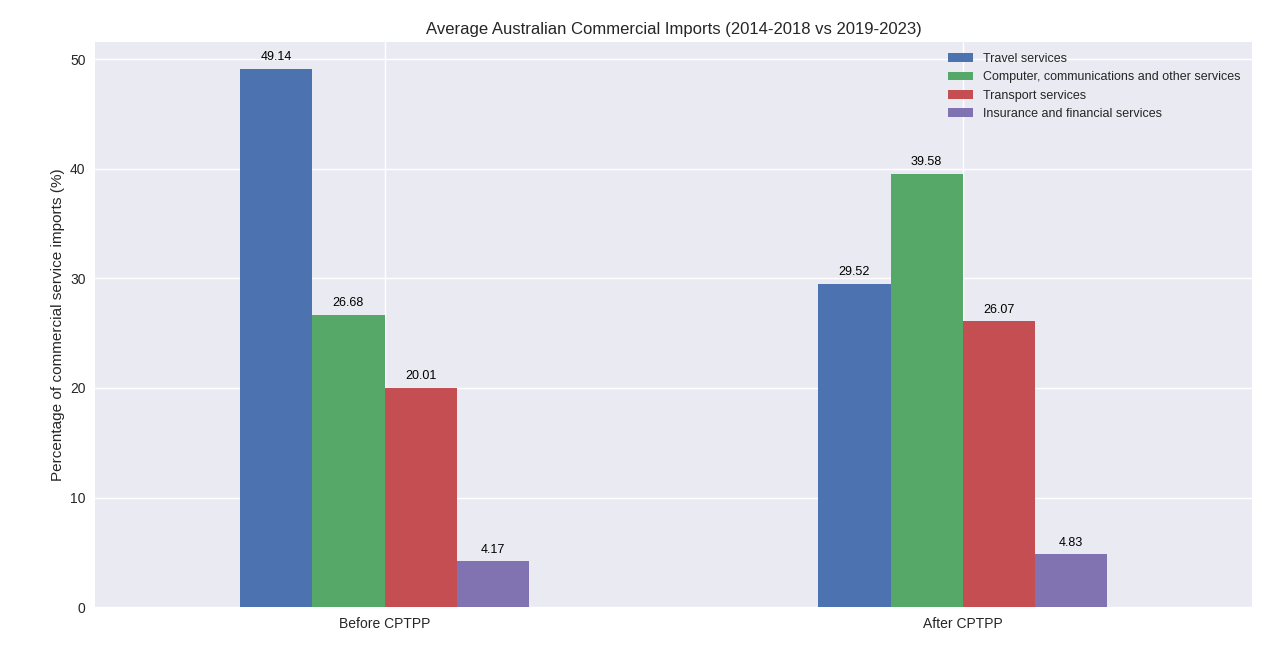 Average Australian Commercial Imports (2014-2018 vs 2019-2023)
Percentage of commercial service imports (%)
50
40
30
20
10
0
Travel services
Computer, communications and other services
Transport services
Insurance and financial services
49.14
26.68
20.01
4.17
29.52
39.58
26.07
4.83
Before CPTPP
After CPTPP